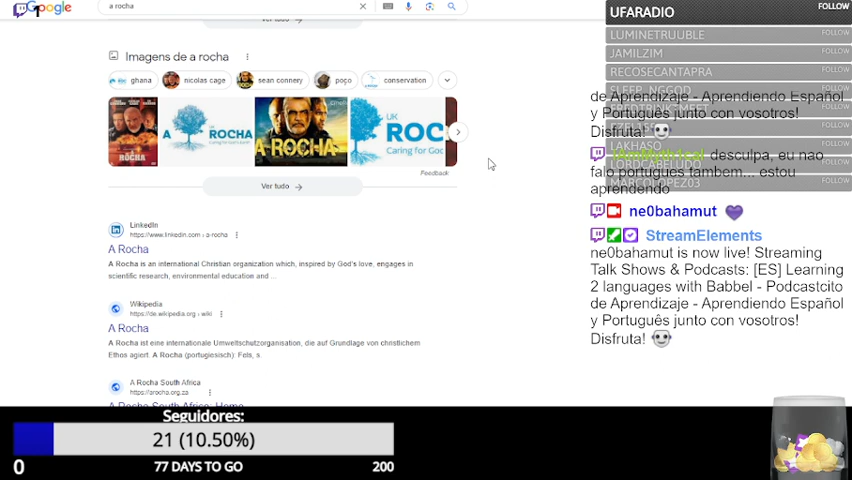 Google
a rocha
UFARADIO
FOLLOW
Ver tudo
LUMINETRUUBLE
FOLLOW
JAMILZIM
FOLLOW
Imagens de a rocha
RECOSECANTAPRA
FOLLOW
ghana
nicolas cage
sean connery
poço
conservation
FOLLOW
de Aprendizaje - Aprendiendo Español
y Português junto con vosotros!
FOLLOW
Disfruta!
FOLLOW
A ROCHA
UK
ROC
Caring for God
A ROCHA
ROCHA
LAKHASO
FOLLOW
desculpa, eu nao
LORDCABELUDO
FOLLOW
falo portugues tambem... estou
MARCOLOPEZ03
FOLLOW
aprendendo
Feedback
Ver tudo
ne0bahamut
StreamElements
ne0bahamut is now live! Streaming
Talk Shows & Podcasts: [ES] Learning
2 languages with Babbel - Podcastcito
de Aprendizaje - Aprendiendo Español
y Português junto con vosotros!
Disfruta!
LinkedIn
https://www.linkedin.com › a-rocha
A Rocha
A Rocha is an international Christian organization which, inspired by God's love, engages in
scientific research, environmental education and ...
Wikipedia
https://de.wikipedia.org › wiki
A Rocha
A Rocha ist eine internationale Umweltschutzorganisation, die auf Grundlage von christlichem
Ethos agiert. A Rocha (portugiesisch): Fels, s.
A Rocha South Africa
https://arocha.org.za
A Rocha South Africa: Home
Seguidores:
21 (10.50%)
0
77 DAYS TO GO
200